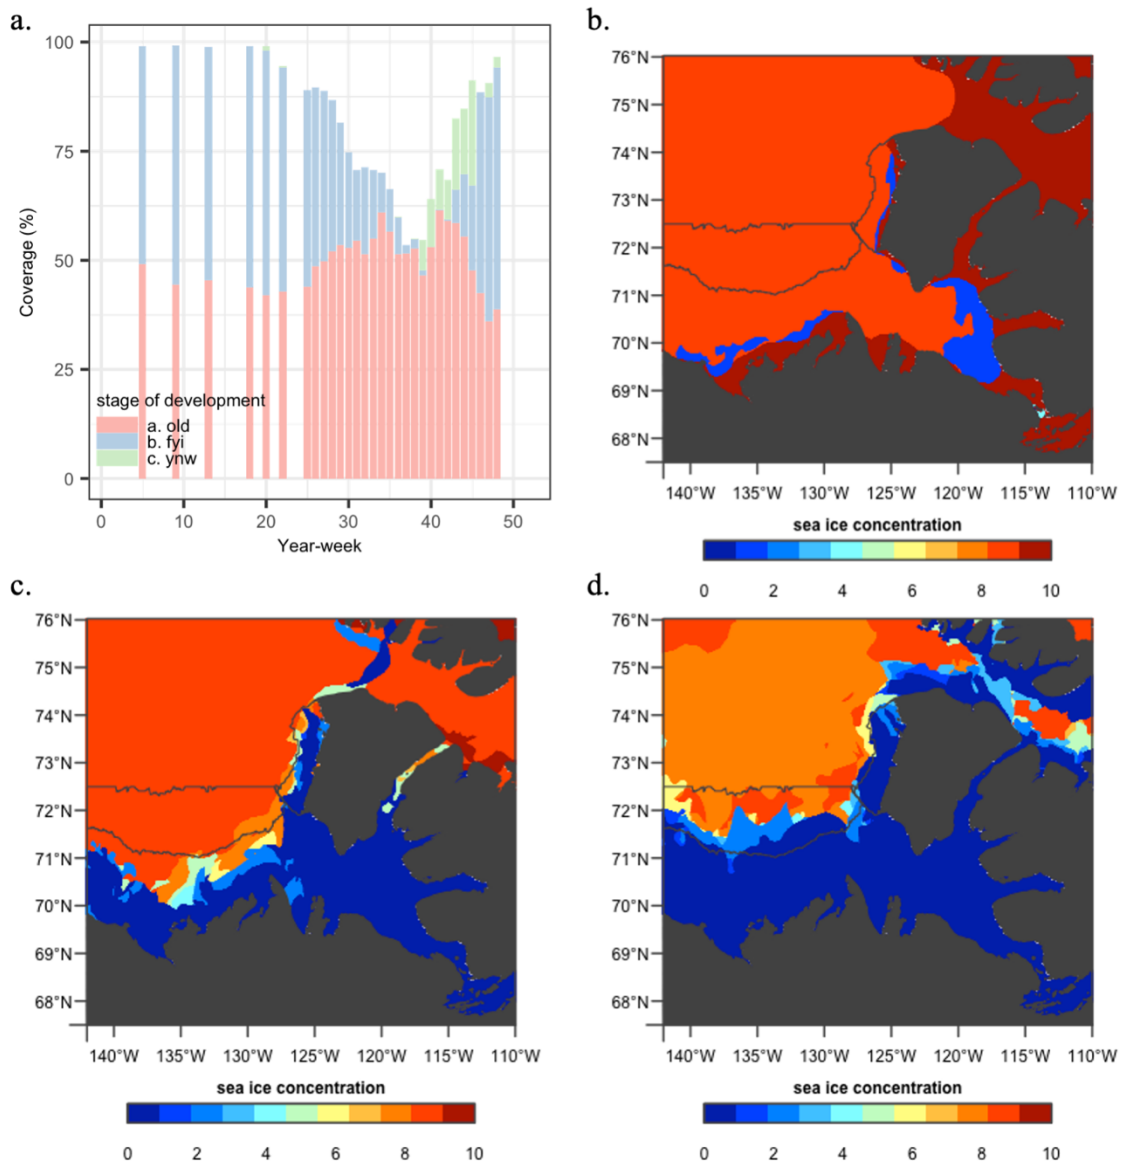 a.
100
75
50
25
0
Coverage (%)
stage of development
a. old
b. fyi
c. ynw
0 10 20 30 40 50
Year-week
b.
76°N
75°N
74°N
73°N
72°N
71°N
70°N
69°N
68°N
140°W 135°W 130°W 125°W 120°W 115°W 110°W
sea ice concentration
0 2 4 6 8 10
c.
76°N
75°N
74°N
73°N
72°N
71°N
70°N
69°N
68°N
140°W 135°W 130°W 125°W 120°W 115°W 110°W
sea ice concentration
0 2 4 6 8 10
d.
76°N
75°N
74°N
73°N
72°N
71°N
70°N
69°N
68°N
140°W 135°W 130°W 125°W 120°W 115°W 110°W
sea ice concentration
0 2 4 6 8 10